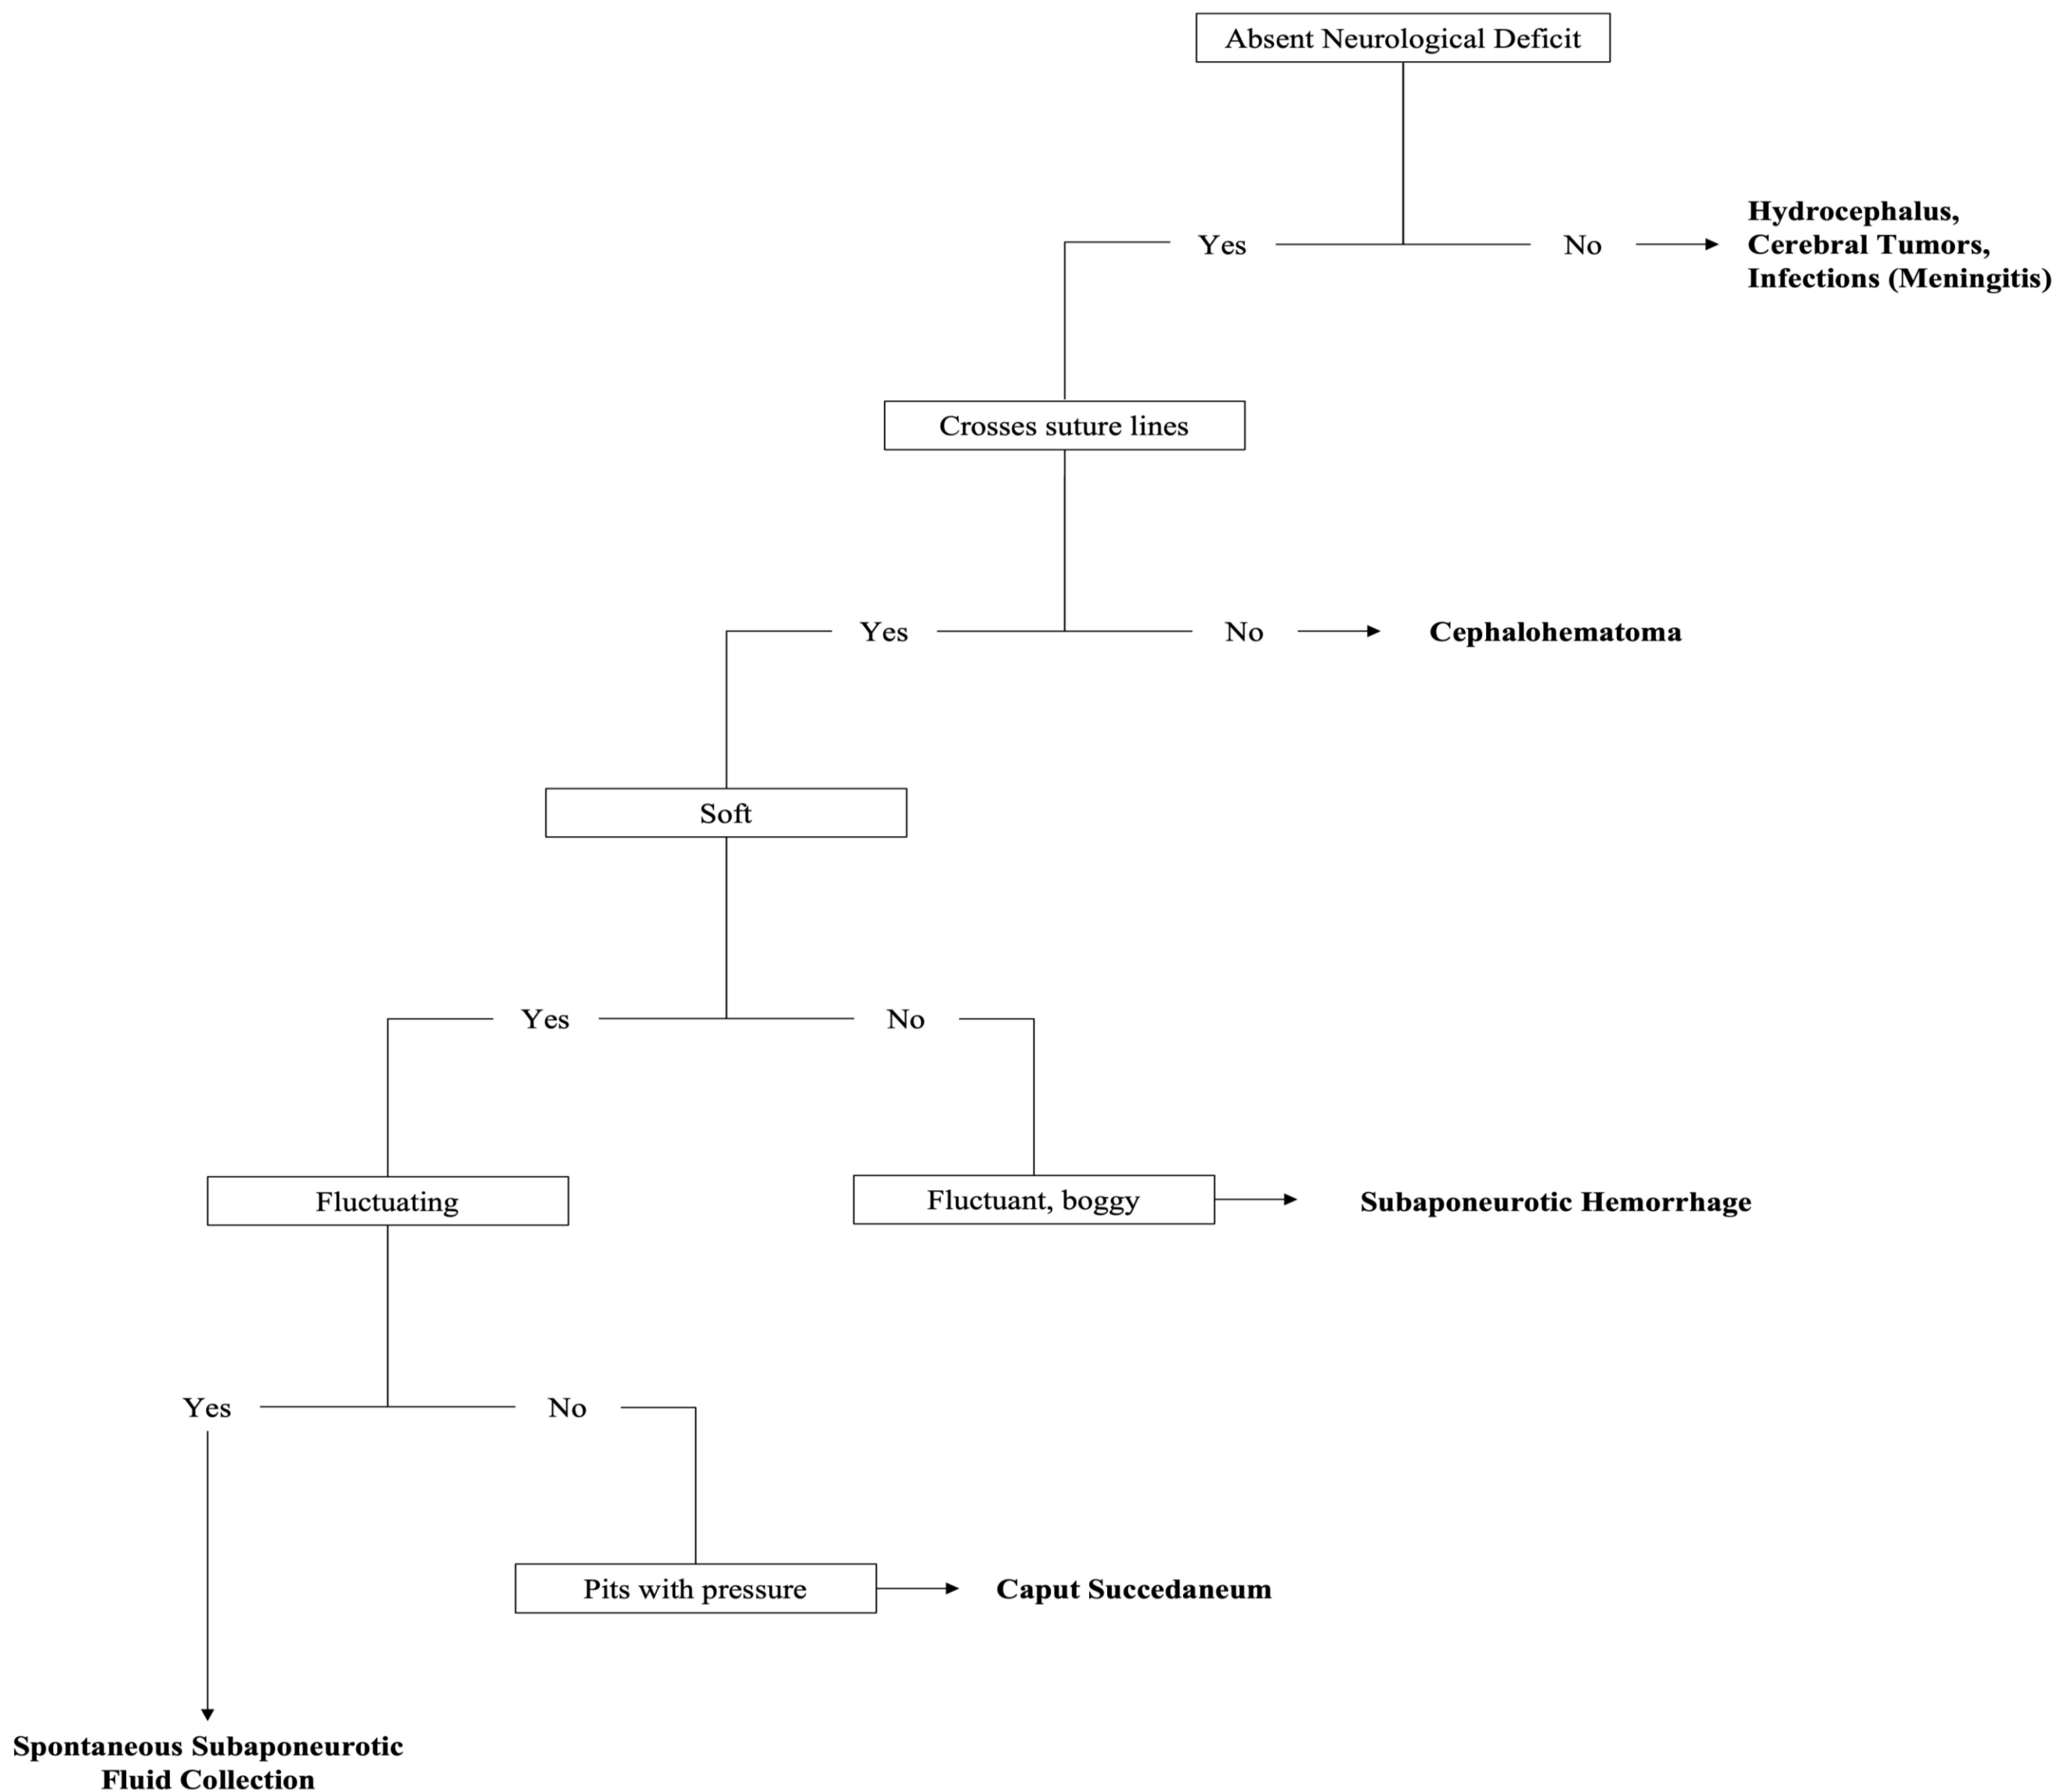 Absent Neurological Deficit
Yes
No
Hydrocephalus,
Cerebral Tumors,
Infections (Meningitis)
Crosses suture lines
Yes
No
Cephalohematoma
Soft
Yes
No
Fluctuating
Fluctuant, boggy
Subaponeurotic Hemorrhage
Yes
No
Pits with pressure
Caput Succedaneum
Spontaneous Subaponeurotic
Fluid Collection